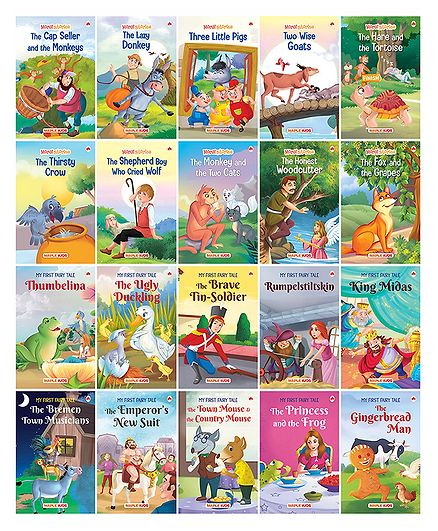 Moral Stories
The Cap Seller
and the Monkeys
MAPLE KIDS
Moral Stories
The Lazy
Donkey
MAPLE KIDS
Moral Stories
Three Little Pigs
MAPLE KIDS
Moral Stories
Two Wise
Goats
MAPLE KIDS
Moral Stories
The Hare and
the Tortoise
FINISH
MAPLE KIDS
Moral Stories
The Thirsty
Crow
MAPLE KIDS
Moral Stories
The Shepherd Boy
Who Cried Wolf
MAPLE KIDS
Moral Stories
The Monkey and
the Two Cats
MAPLE KIDS
Moral Stories
The Honest
Woodcutter
MAPLE KIDS
Moral Stories
The Fox and
the Grapes
MAPLE KIDS
MY FIRST FAIRY TALE
Thumbelina
MAPLE KIDS
MY FIRST FAIRY TALE
The Ugly
Duckling
MAPLE KIDS
MY FIRST FAIRY TALE
The Brave
Tin-Soldier
MAPLE KIDS
MY FIRST FAIRY TALE
Rumpelstiltskin
MAPLE KIDS
MY FIRST FAIRY TALE
King Midas
MAPLE KIDS
MY FIRST FAIRY TALE
The Bremen
Town Musicians
MAPLE KIDS
MY FIRST FAIRY TALE
The Emperor's
New Suit
MAPLE KIDS
MY FIRST FAIRY TALE
The Town Mouse &
the Country Mouse
MAPLE KIDS
MY FIRST FAIRY TALE
The Princess
and the Frog
MAPLE KIDS
MY FIRST FAIRY TALE
The
Gingerbread
Man
MAPLE KIDS